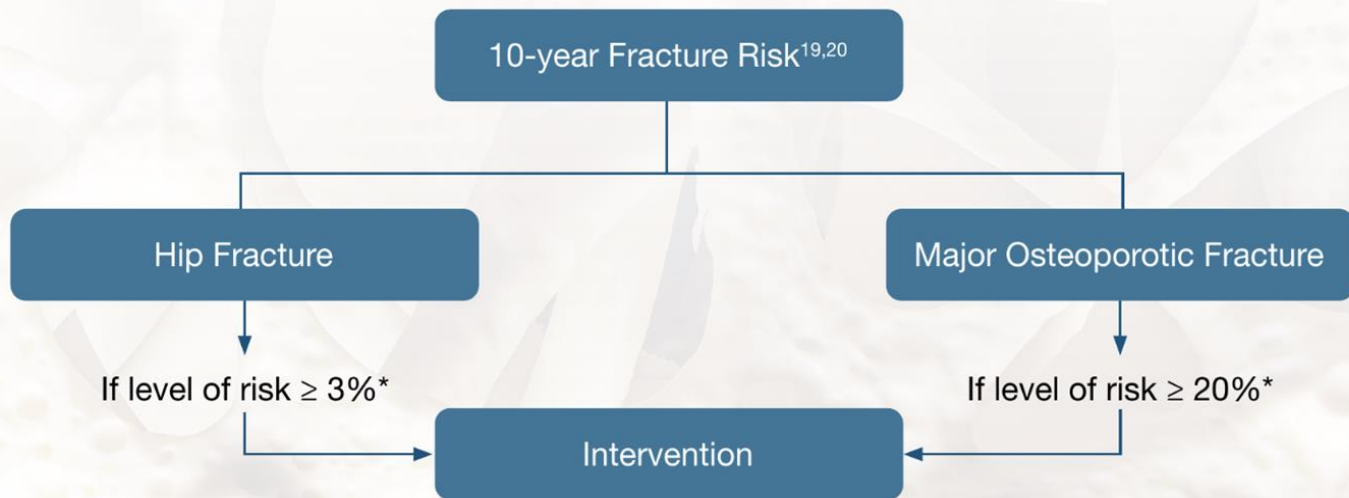 10-year Fracture Risk19,20
Hip Fracture
Major Osteoporotic Fracture
If level of risk ≥ 3%*
If level of risk ≥ 20%*
Intervention